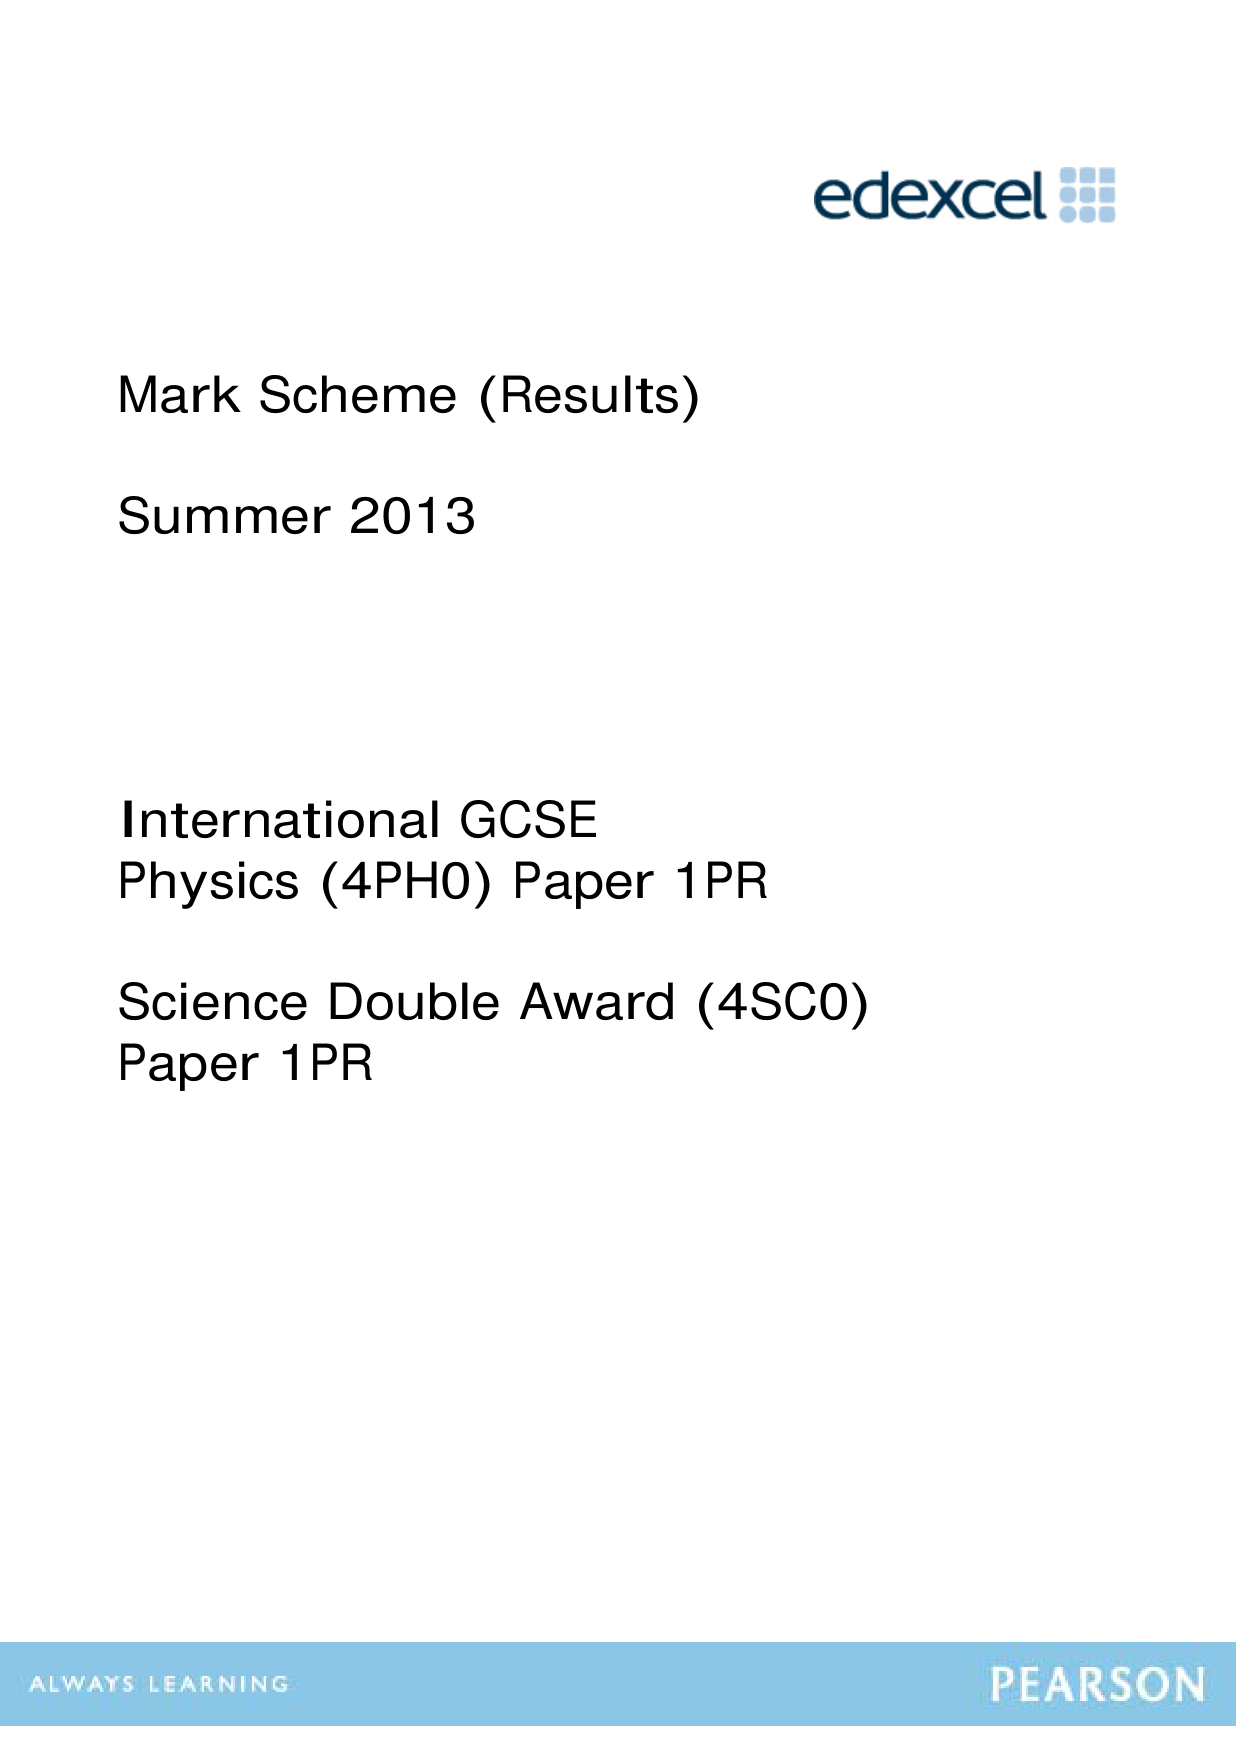 edexcel
Mark Scheme (Results)
Summer 2013
International GCSE
Physics (4PH0) Paper 1PR
Science Double Award (4SC0)
Paper 1PR
ALWAYS LEARNING
PEARSON